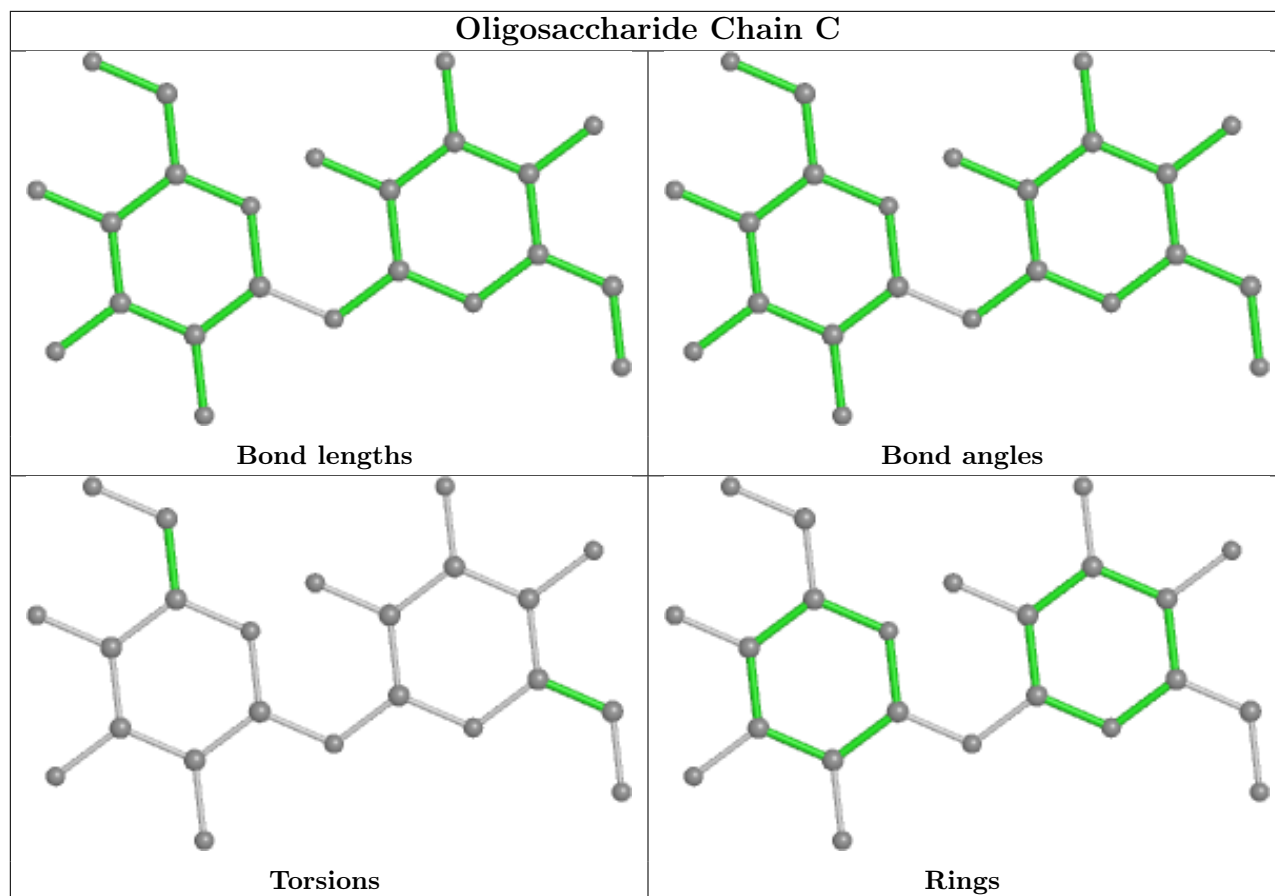 Oligosaccharide Chain C
Bond lengths
Bond angles
Torsions
Rings